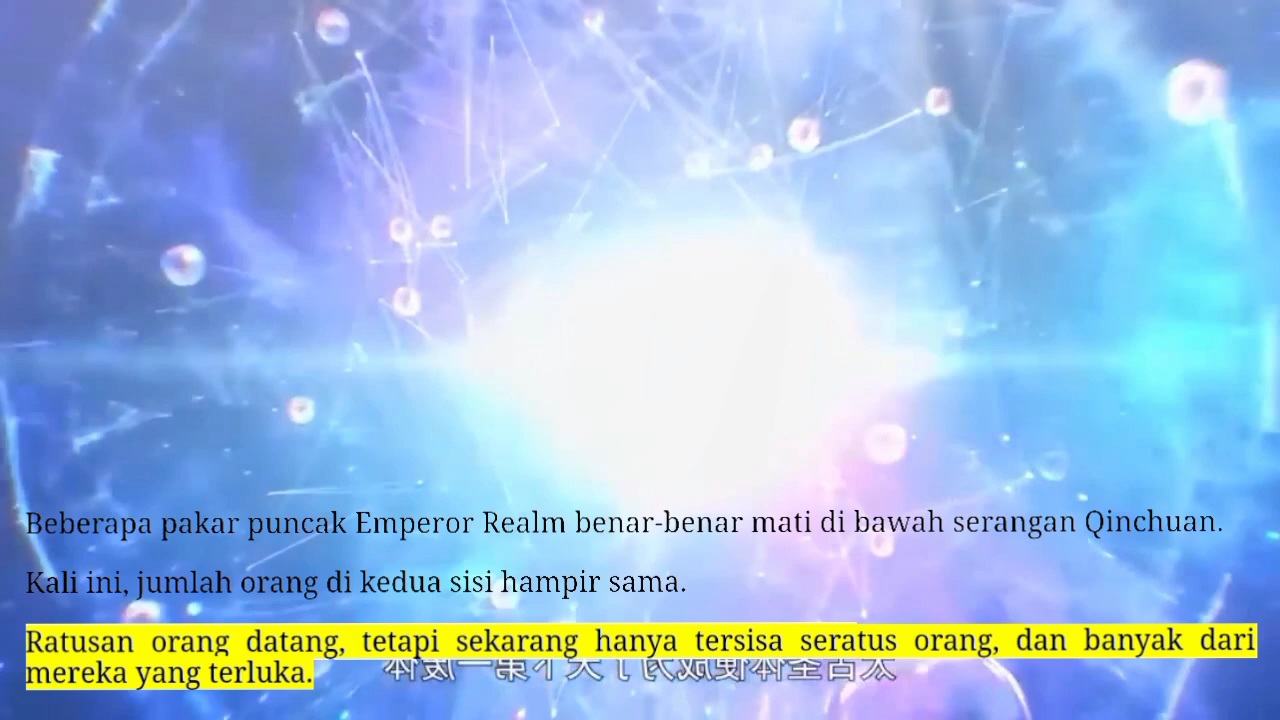 Beberapa pakar puncak Emperor Realm benar-benar mati di bawah serangan Qinchuan.
Kali ini, jumlah orang di kedua sisi hampir sama.
Ratusan orang datang, tetapi sekarang hanya tersisa seratus orang, dan banyak dari
mereka yang terluka.